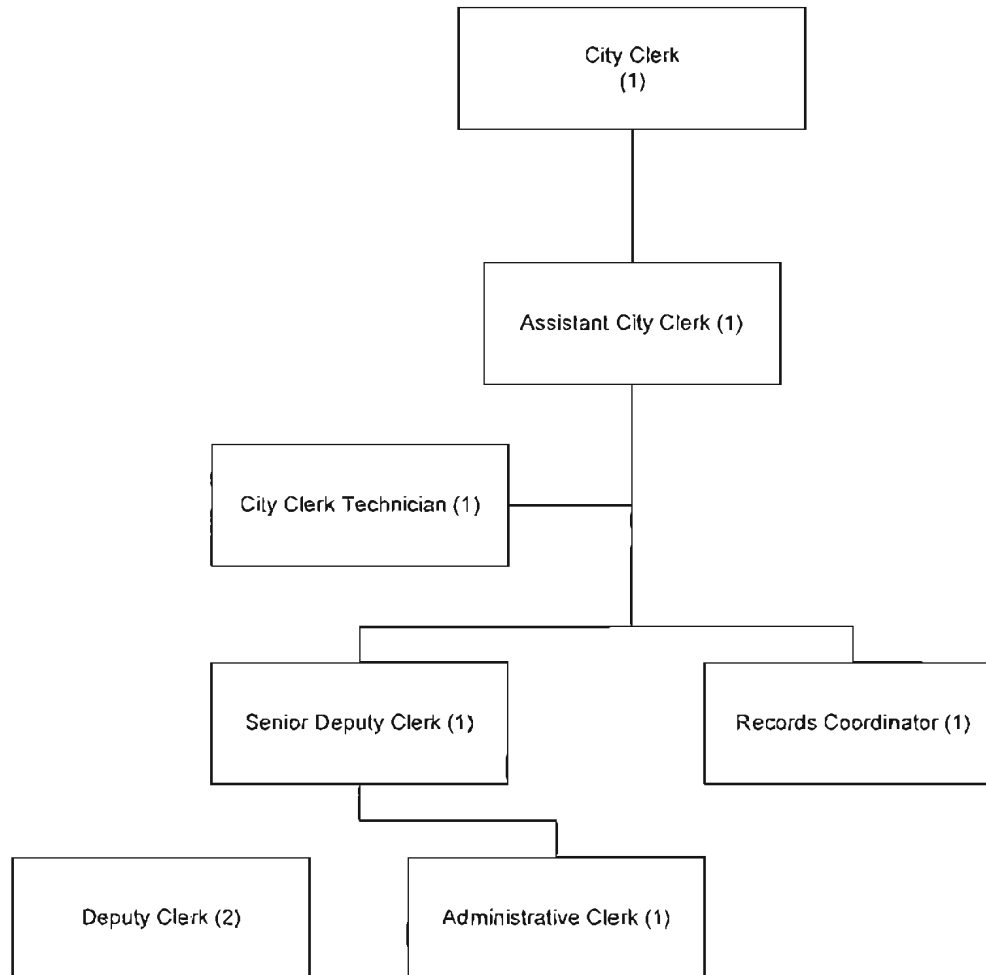 City Clerk
(1)
Assistant City Clerk (1)
City Clerk Technician (1)
Senior Deputy Clerk (1)
Records Coordinator (1)
Deputy Clerk (2)
Administrative Clerk (1)